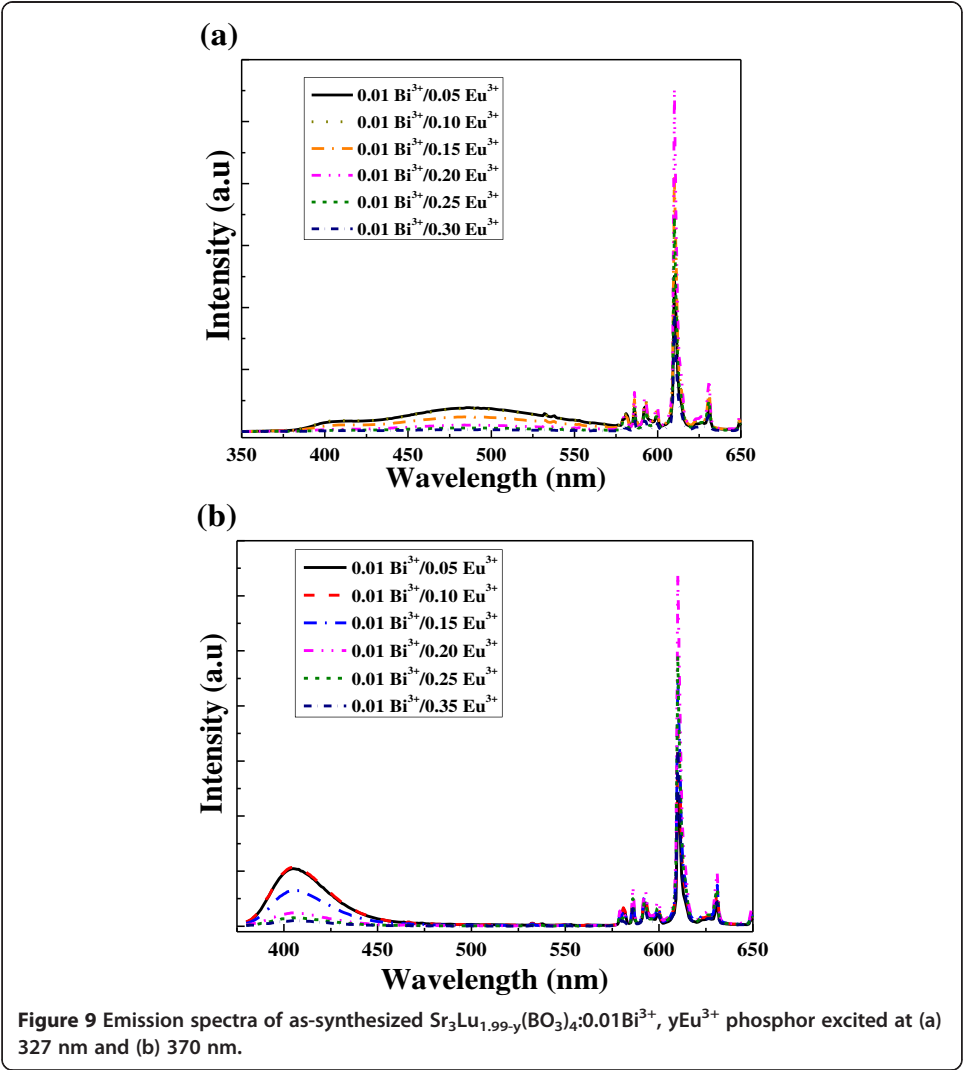 (a)
0.01 Bi³⁺/0.05 Eu³⁺
0.01 Bi³⁺/0.10 Eu³⁺
0.01 Bi³⁺/0.15 Eu³⁺
0.01 Bi³⁺/0.20 Eu³⁺
0.01 Bi³⁺/0.25 Eu³⁺
0.01 Bi³⁺/0.30 Eu³⁺
Intensity (a.u)
350 400 450 500 550 600 650
Wavelength (nm)
(b)
0.01 Bi³⁺/0.05 Eu³⁺
0.01 Bi³⁺/0.10 Eu³⁺
0.01 Bi³⁺/0.15 Eu³⁺
0.01 Bi³⁺/0.20 Eu³⁺
0.01 Bi³⁺/0.25 Eu³⁺
0.01 Bi³⁺/0.35 Eu³⁺
Intensity (a.u)
400 450 500 550 600 650
Wavelength (nm)
Figure 9 Emission spectra of as-synthesized Sr₃Lu₁.₉₉₋y(BO₃)₄:0.01Bi³⁺, yEu³⁺ phosphor excited at (a)
327 nm and (b) 370 nm.